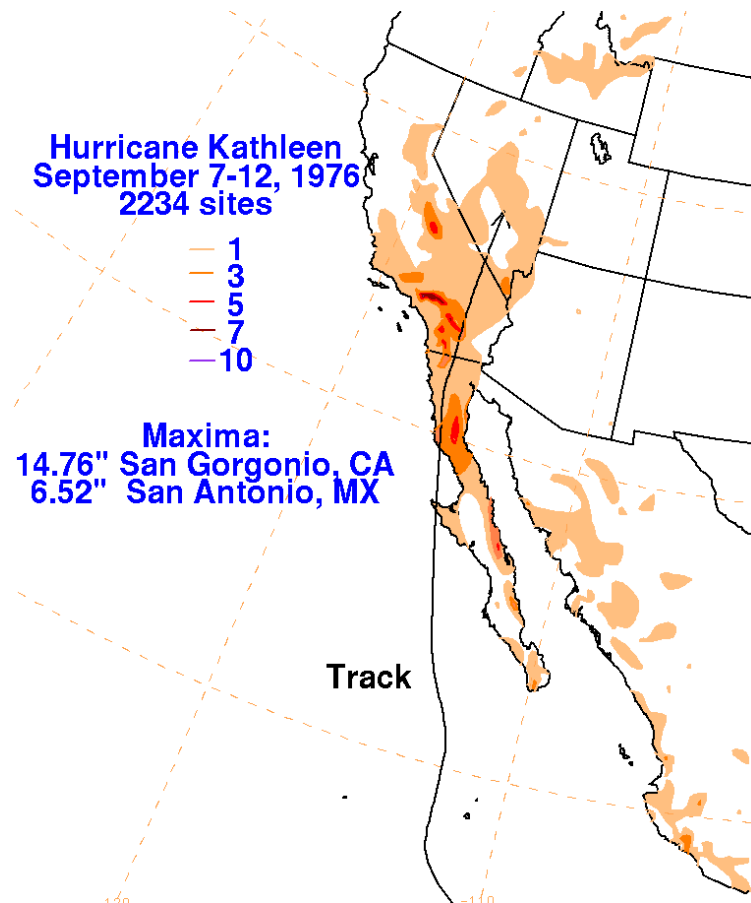 Hurricane Kathleen
September 7-12, 1976
2234 sites
1
3
5
7
10
Maxima:
14.76" San Gorgonio, CA
6.52" San Antonio, MX
Track
-120
-110